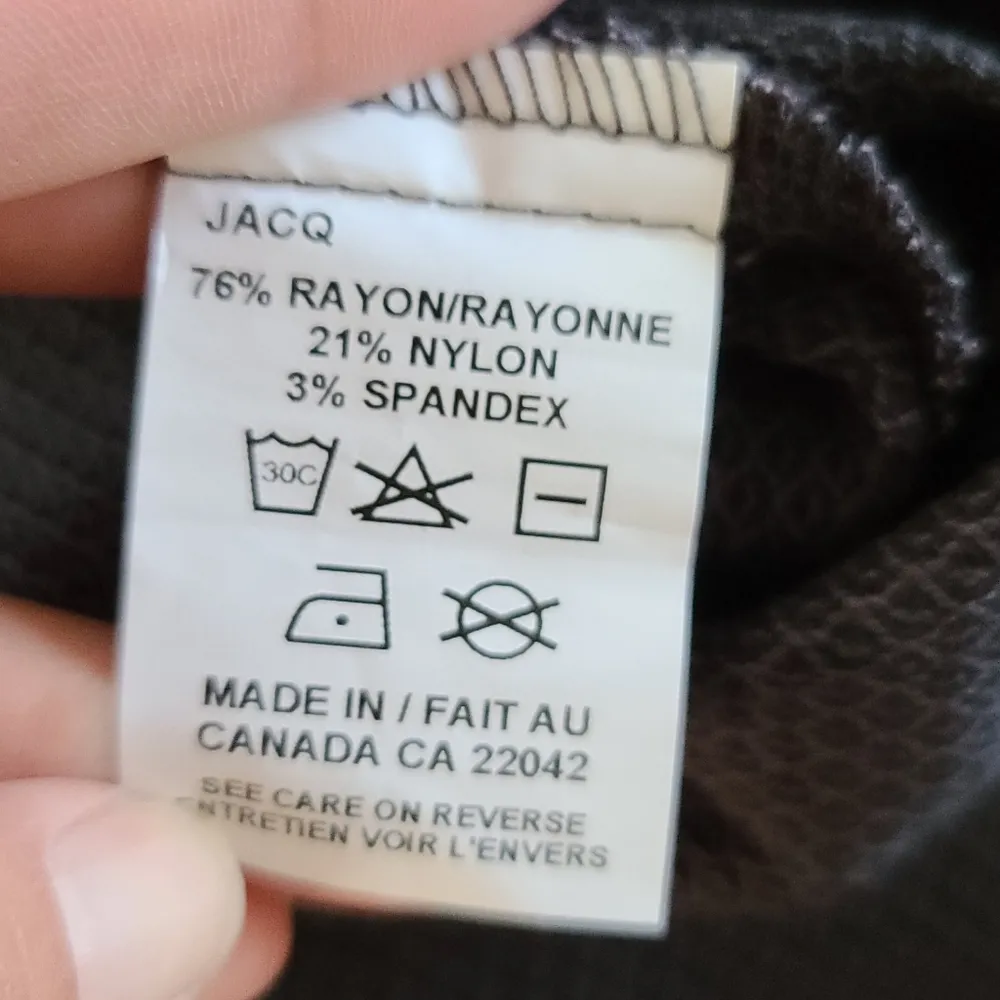 JACQ
76% RAYON/RAYONNE
21% NYLON
3% SPANDEX
30C
MADE IN / FAIT AU
CANADA CA 22042
SEE CARE ON REVERSE
ENTRETIEN VOIR L'ENVERS